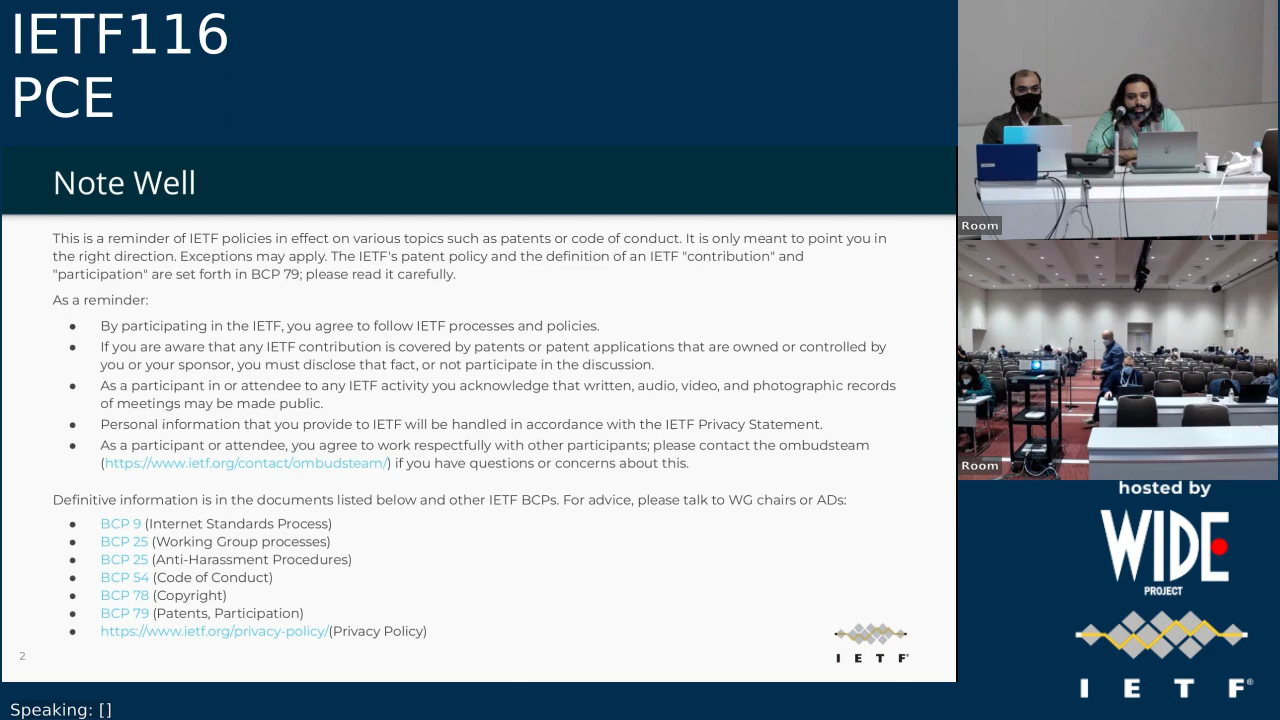 IETF116
PCE
Note Well
This is a reminder of IETF policies in effect on various topics such as patents or code of conduct. It is only meant to point you in
the right direction. Exceptions may apply. The IETF's patent policy and the definition of an IETF "contribution" and
"participation" are set forth in BCP 79; please read it carefully.
As a reminder:
● By participating in the IETF, you agree to follow IETF processes and policies.
● If you are aware that any IETF contribution is covered by patents or patent applications that are owned or controlled by
you or your sponsor, you must disclose that fact, or not participate in the discussion.
● As a participant in or attendee to any IETF activity you acknowledge that written, audio, video, and photographic records
of meetings may be made public.
● Personal information that you provide to IETF will be handled in accordance with the IETF Privacy Statement.
● As a participant or attendee, you agree to work respectfully with other participants; please contact the ombudsteam
(https://www.ietf.org/contact/ombudsteam/) if you have questions or concerns about this.
Definitive information is in the documents listed below and other IETF BCPs. For advice, please talk to WG chairs or ADs:
● BCP 9 (Internet Standards Process)
● BCP 25 (Working Group processes)
● BCP 25 (Anti-Harassment Procedures)
● BCP 54 (Code of Conduct)
● BCP 78 (Copyright)
● BCP 79 (Patents, Participation)
● https://www.ietf.org/privacy-policy/(Privacy Policy)
2
I E T F®
Room
Room
hosted by
WIDE
PROJECT
I E T F®
Speaking: []